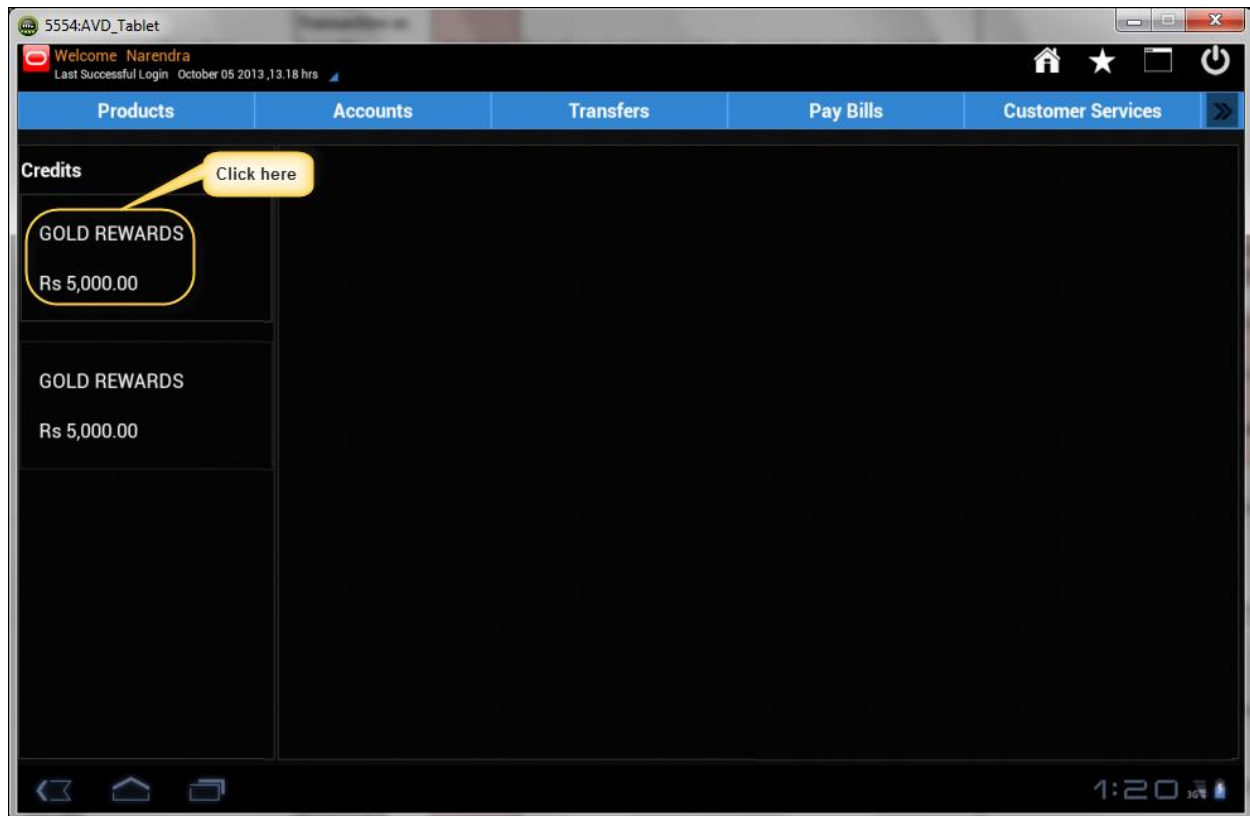 5554:AVD_Tablet
Welcome Narendra
Last Successful Login October 05 2013 ,13.18 hrs
Products Accounts Transfers Pay Bills Customer Services
Credits
Click here
GOLD REWARDS
Rs 5,000.00
GOLD REWARDS
Rs 5,000.00
1:20 3G